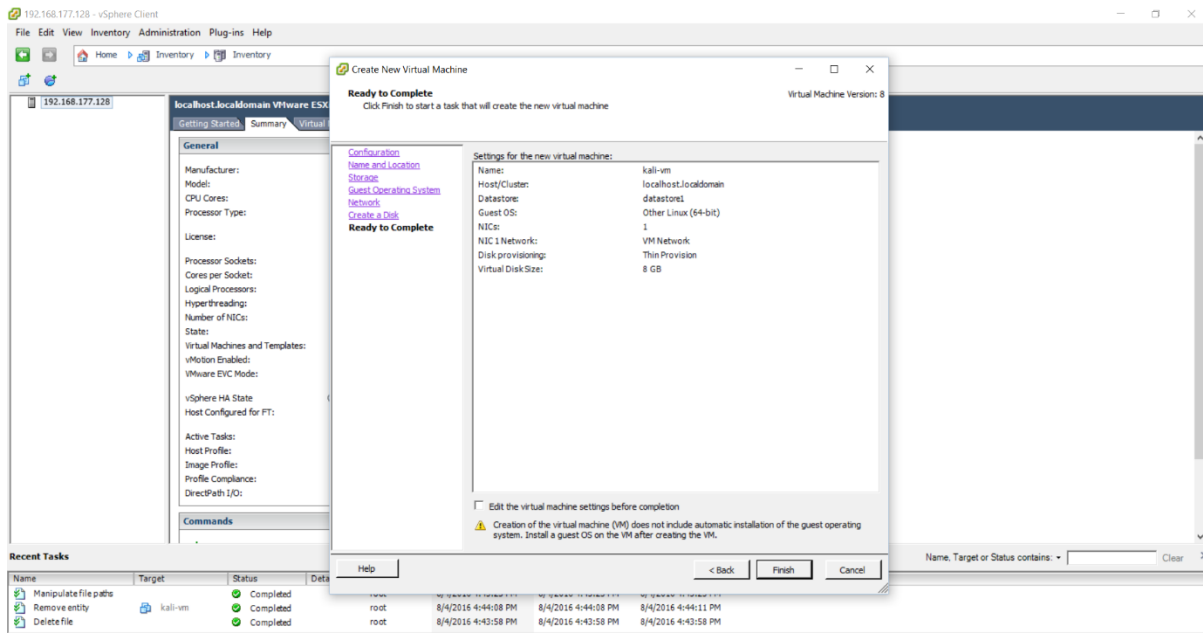 192.168.177.128 - vSphere Client
File Edit View Inventory Administration Plug-ins Help
Home Inventory Inventory
192.168.177.128
localhost.localdomain VMware ESX
Getting Started Summary Virtual
General
Manufacturer:
Model:
CPU Cores:
Processor Type:
License:
Processor Sockets:
Cores per Socket:
Logical Processors:
Hyperthreading:
Number of NICs:
State:
Virtual Machines and Templates:
vMotion Enabled:
VMware EVC Mode:
vSphere HA State
Host Configured for FT:
Active Tasks:
Host Profile:
Image Profile:
Profile Compliance:
DirectPath I/O:
Commands
Create New Virtual Machine
Ready to Complete
Click Finish to start a task that will create the new virtual machine
Virtual Machine Version: 8
Configuration
Name and Location
Storage
Guest Operating System
Network
Create a Disk
Ready to Complete
Settings for the new virtual machine:
Name: kali-vm
Host/Cluster: localhost.localdomain
Datastore: datastore1
Guest OS: Other Linux (64-bit)
NICs: 1
NIC 1 Network: VM Network
Disk provisioning: Thin Provision
Virtual Disk Size: 8 GB
Edit the virtual machine settings before completion
Creation of the virtual machine (VM) does not include automatic installation of the guest operating
system. Install a guest OS on the VM after creating the VM.
Help < Back Finish Cancel
Recent Tasks
Name, Target or Status contains: Clear
Name Target Status Deta
Manipulate file paths Completed
Remove entity kali-vm Completed root 8/4/2016 4:44:08 PM 8/4/2016 4:44:08 PM 8/4/2016 4:44:11 PM
Delete file Completed root 8/4/2016 4:43:58 PM 8/4/2016 4:43:58 PM 8/4/2016 4:43:58 PM